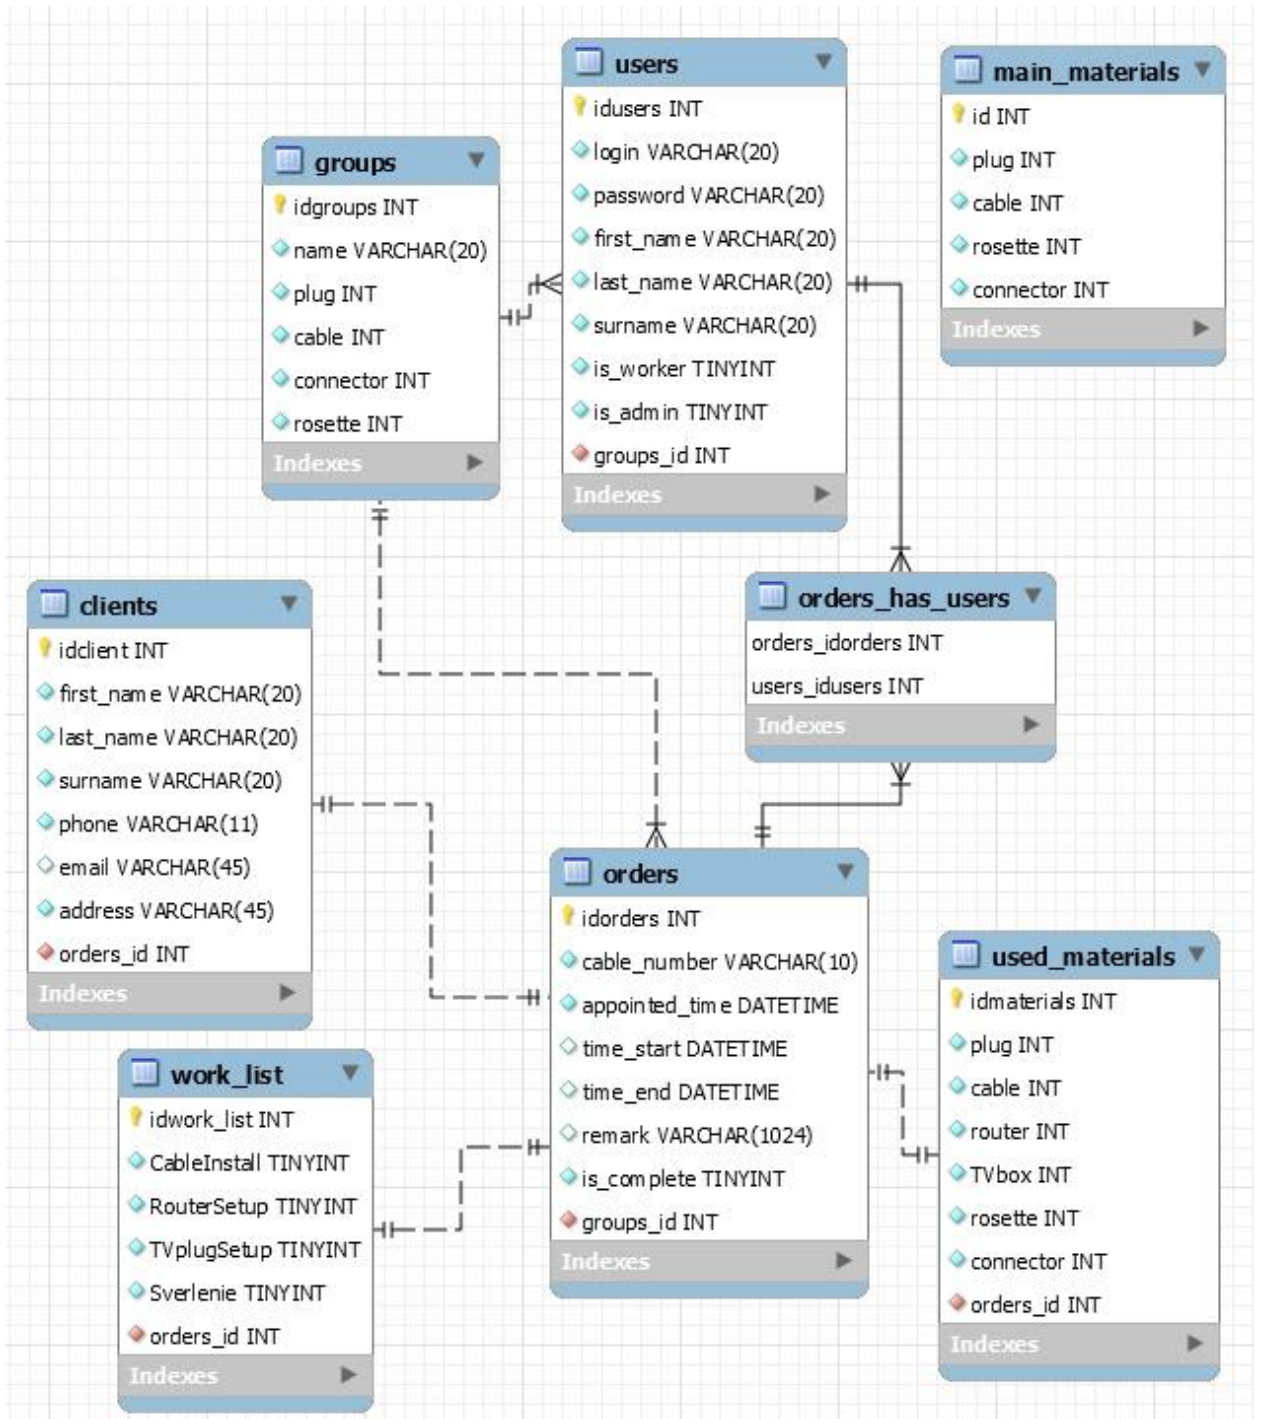 users
idusers INT
login VARCHAR(20)
password VARCHAR(20)
first_name VARCHAR(20)
last_name VARCHAR(20)
surname VARCHAR(20)
is_worker TINYINT
is_admin TINYINT
groups_id INT
Indexes
main_materials
id INT
plug INT
cable INT
rosette INT
connector INT
Indexes
groups
idgroups INT
name VARCHAR(20)
plug INT
cable INT
connector INT
rosette INT
Indexes
clients
idclient INT
first_name VARCHAR(20)
last_name VARCHAR(20)
surname VARCHAR(20)
phone VARCHAR(11)
email VARCHAR(45)
address VARCHAR(45)
orders_id INT
Indexes
orders_has_users
orders_idorders INT
users_idusers INT
Indexes
orders
idorders INT
cable_number VARCHAR(10)
appointed_time DATETIME
time_start DATETIME
time_end DATETIME
remark VARCHAR(1024)
is_complete TINYINT
groups_id INT
Indexes
used_materials
idmaterials INT
plug INT
cable INT
router INT
TVbox INT
rosette INT
connector INT
orders_id INT
Indexes
work_list
idwork_list INT
CableInstall TINYINT
RouterSetup TINYINT
TVplugSetup TINYINT
Sverlenie TINYINT
orders_id INT
Indexes